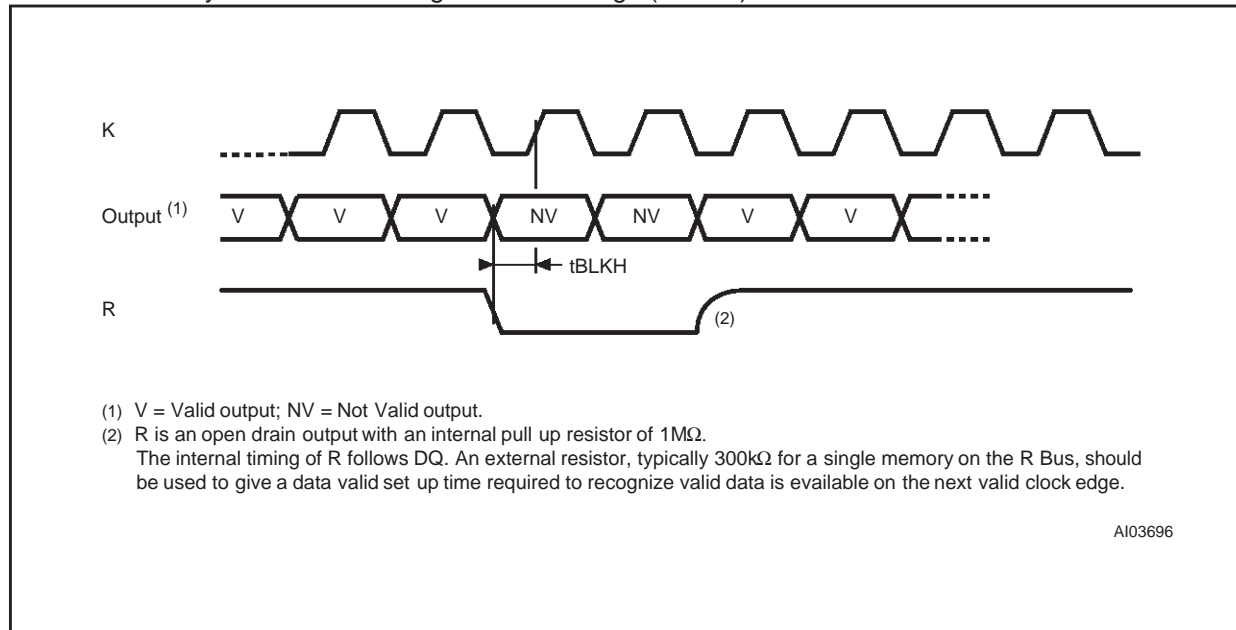 K
Output (1)
V V V NV NV V V
tBLKH
R
(2)
(1) V = Valid output; NV = Not Valid output.
(2) R is an open drain output with an internal pull up resistor of 1MΩ.
The internal timing of R follows DQ. An external resistor, typically 300kΩ for a single memory on the R Bus, should
be used to give a data valid set up time required to recognize valid data is evailable on the next valid clock edge.
AI03696